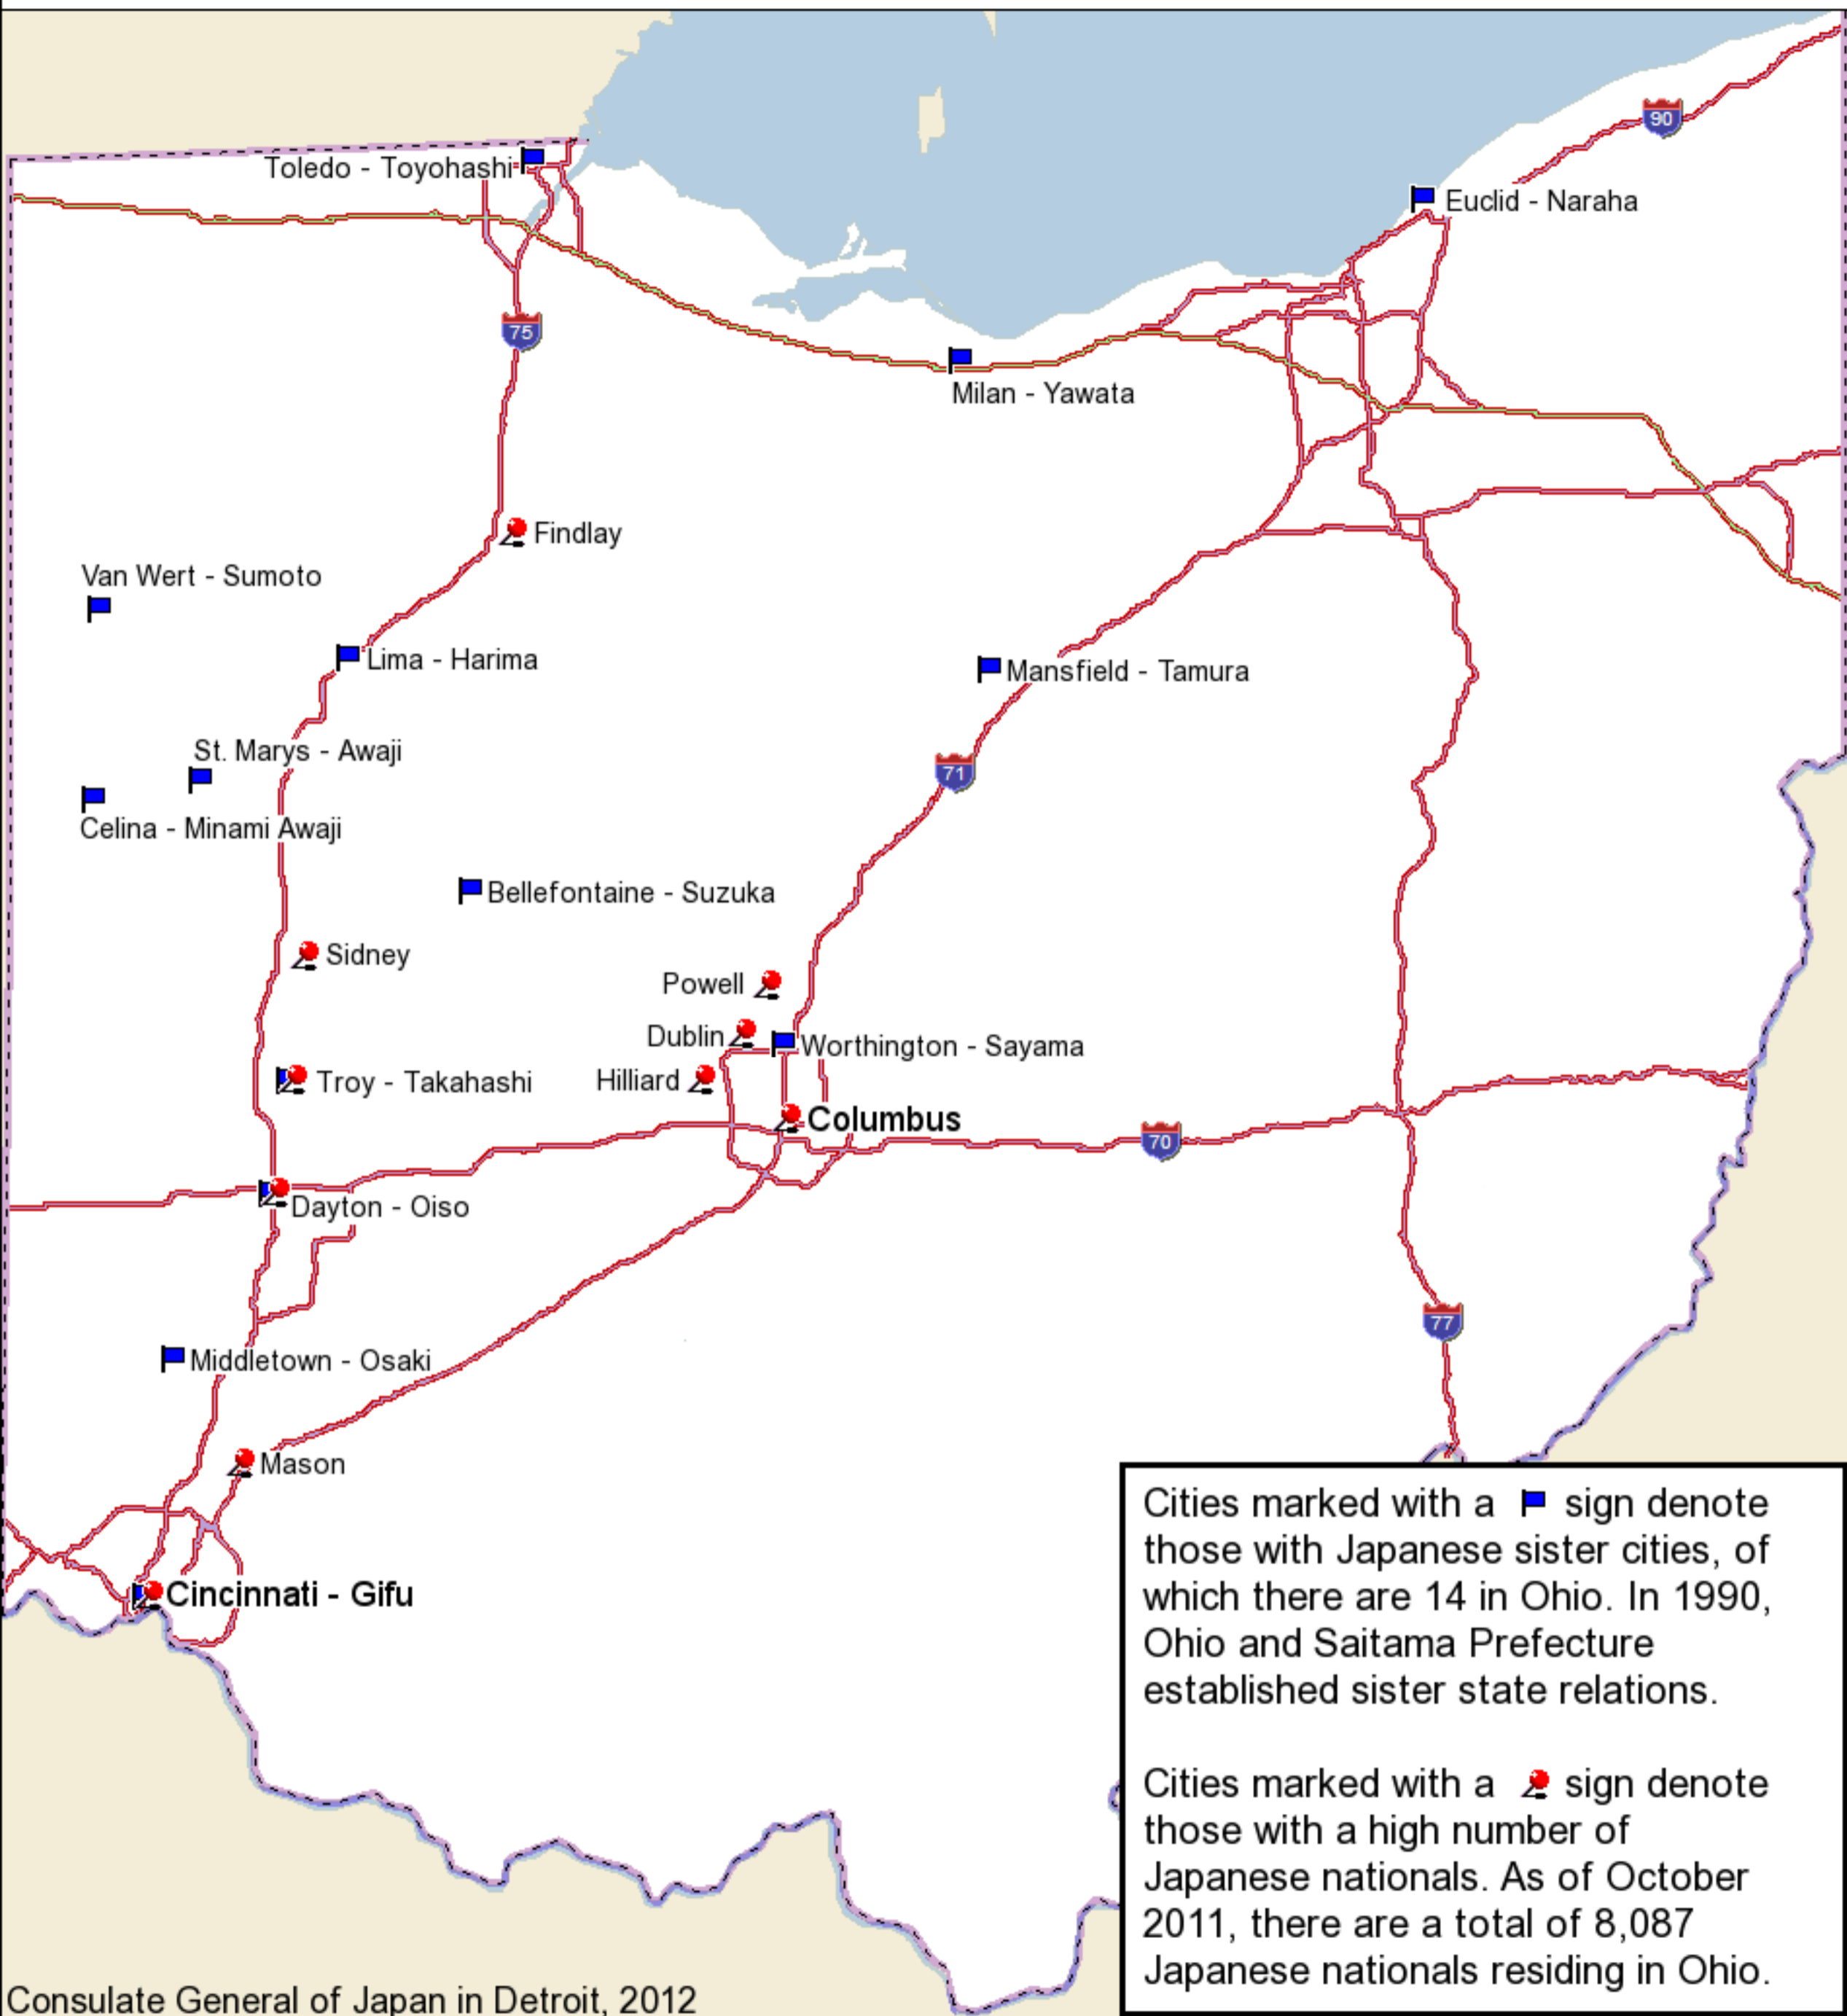 90
Toledo - Toyohashi
Euclid - Naraha
75
Milan - Yawata
Findlay
Van Wert - Sumoto
Lima - Harima
Mansfield - Tamura
St. Marys - Awaji
71
Celina - Minami Awaji
Bellefontaine - Suzuka
Sidney
Powell
Dublin
Worthington - Sayama
Hilliard
Troy - Takahashi
Columbus
70
Dayton - Oiso
77
Middletown - Osaki
Mason
Cincinnati - Gifu
Cities marked with a sign denote
those with Japanese sister cities, of
which there are 14 in Ohio. In 1990,
Ohio and Saitama Prefecture
established sister state relations.
Cities marked with a sign denote
those with a high number of
Japanese nationals. As of October
2011, there are a total of 8,087
Japanese nationals residing in Ohio.
Consulate General of Japan in Detroit, 2012